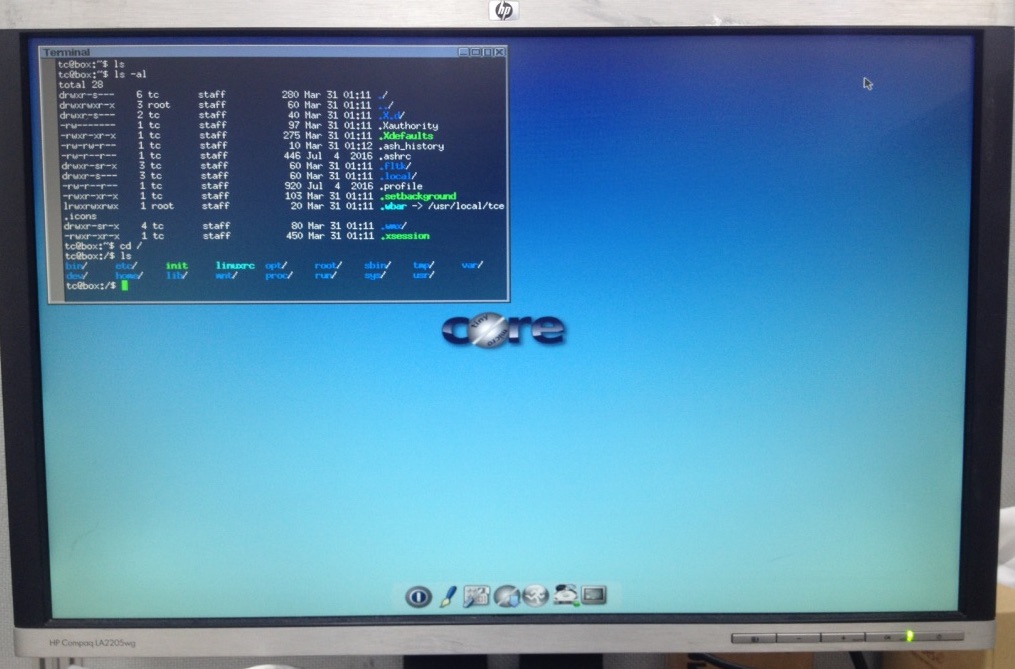 hp
Terminal
tc@box:~$ ls
tc@box:~$ ls -al
total 28
drwxr-s--- 6 tc staff 280 Mar 31 01:11 ./
drwxrwxr-x 3 root staff 60 Mar 31 01:11 ../
drwxr-s--- 2 tc staff 40 Mar 31 01:11 .X.d/
-rw------- 1 tc staff 97 Mar 31 01:11 .Xauthority
-rwxr-xr-x 1 tc staff 275 Mar 31 01:11 .Xdefaults
-rw-rw-r-- 1 tc staff 10 Mar 31 01:12 .ash_history
-rw-r--r-- 1 tc staff 446 Jul 4 2016 .ashrc
drwxr-sr-x 3 tc staff 60 Mar 31 01:11 .fltk/
drwxr-s--- 3 tc staff 60 Mar 31 01:11 .local/
-rw-r--r-- 1 tc staff 920 Jul 4 2016 .profile
-rwxr-xr-x 1 tc staff 103 Mar 31 01:11 .setbackground
lrwxrwxrwx 1 root staff 20 Mar 31 01:11 .wbar -> /usr/local/tce
.icons
drwxr-sr-x 4 tc staff 80 Mar 31 01:11 .wmx/
-rwxr-xr-x 1 tc staff 450 Mar 31 01:11 .xsession
tc@box:~$ cd /
tc@box:/$ ls
bin/ etc/ init linuxrc opt/ root/ sbin/ tmp/ var/
dev/ home/ lib/ mnt/ proc/ run/ sys/ usr/
tc@box:/$
core
tiny
HP Compaq LA2205wg